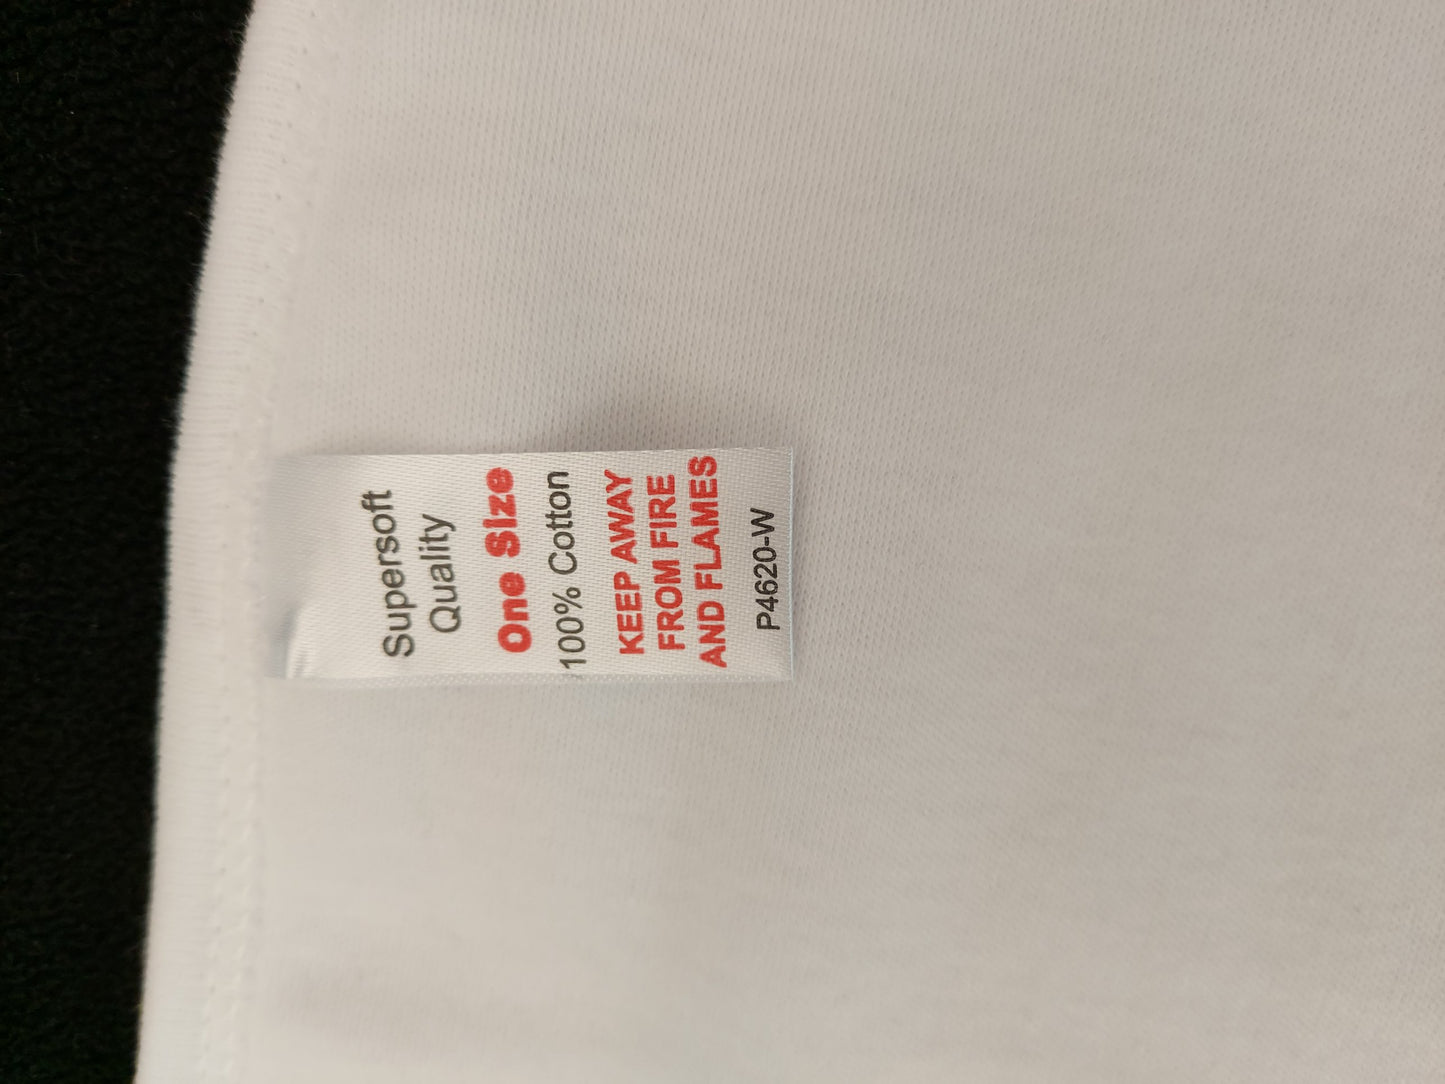 Supersoft
Quality
One Size
100% Cotton
KEEP AWAY
FROM FIRE
AND FLAMES
P4620-W